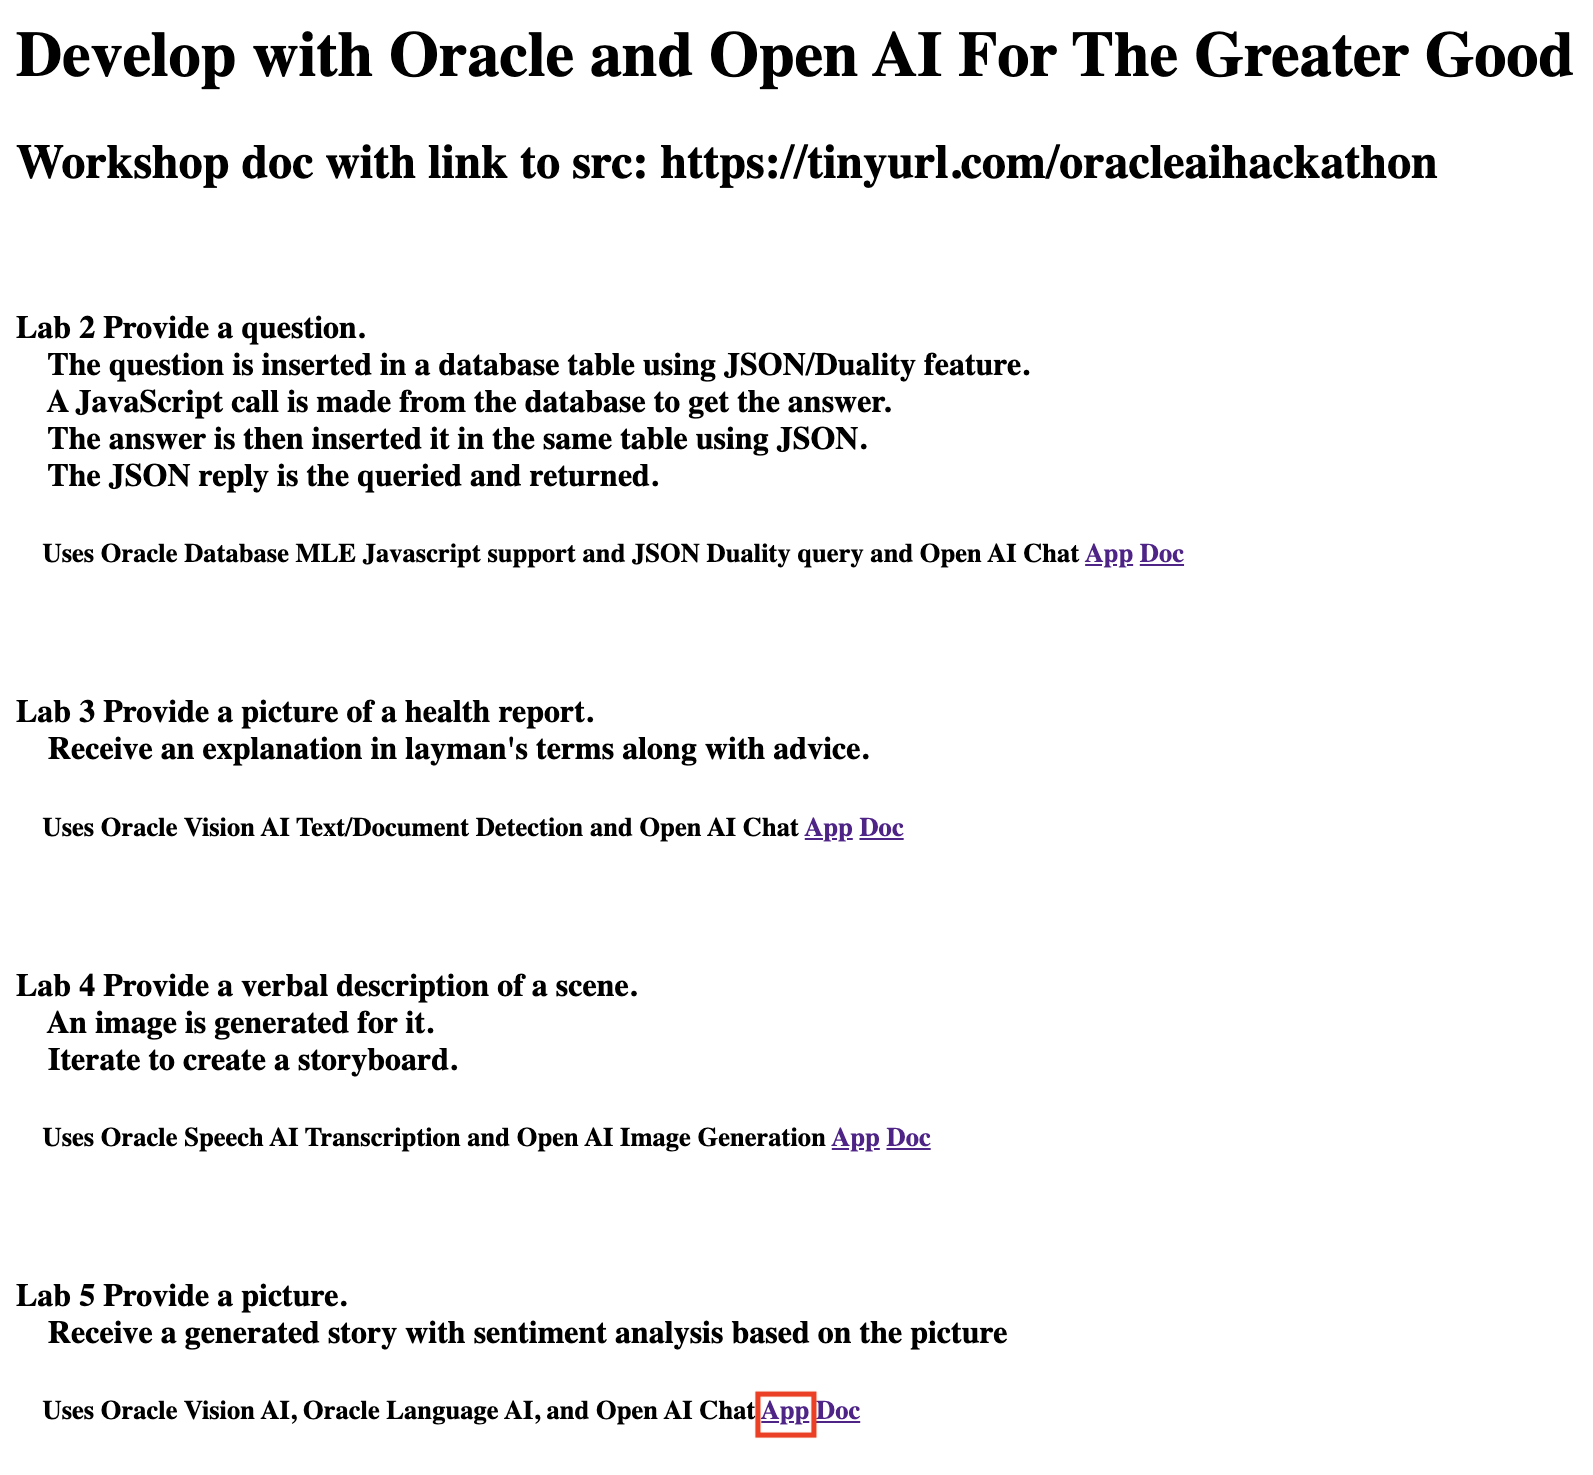 Develop with Oracle and Open AI For The Greater Good
Workshop doc with link to src: https://tinyurl.com/oracleaihackathon
Lab 2 Provide a question.
The question is inserted in a database table using JSON/Duality feature.
A JavaScript call is made from the database to get the answer.
The answer is then inserted it in the same table using JSON.
The JSON reply is the queried and returned.
Uses Oracle Database MLE Javascript support and JSON Duality query and Open AI Chat App Doc
Lab 3 Provide a picture of a health report.
Receive an explanation in layman's terms along with advice.
Uses Oracle Vision AI Text/Document Detection and Open AI Chat App Doc
Lab 4 Provide a verbal description of a scene.
An image is generated for it.
Iterate to create a storyboard.
Uses Oracle Speech AI Transcription and Open AI Image Generation App Doc
Lab 5 Provide a picture.
Receive a generated story with sentiment analysis based on the picture
Uses Oracle Vision AI, Oracle Language AI, and Open AI Chat App Doc